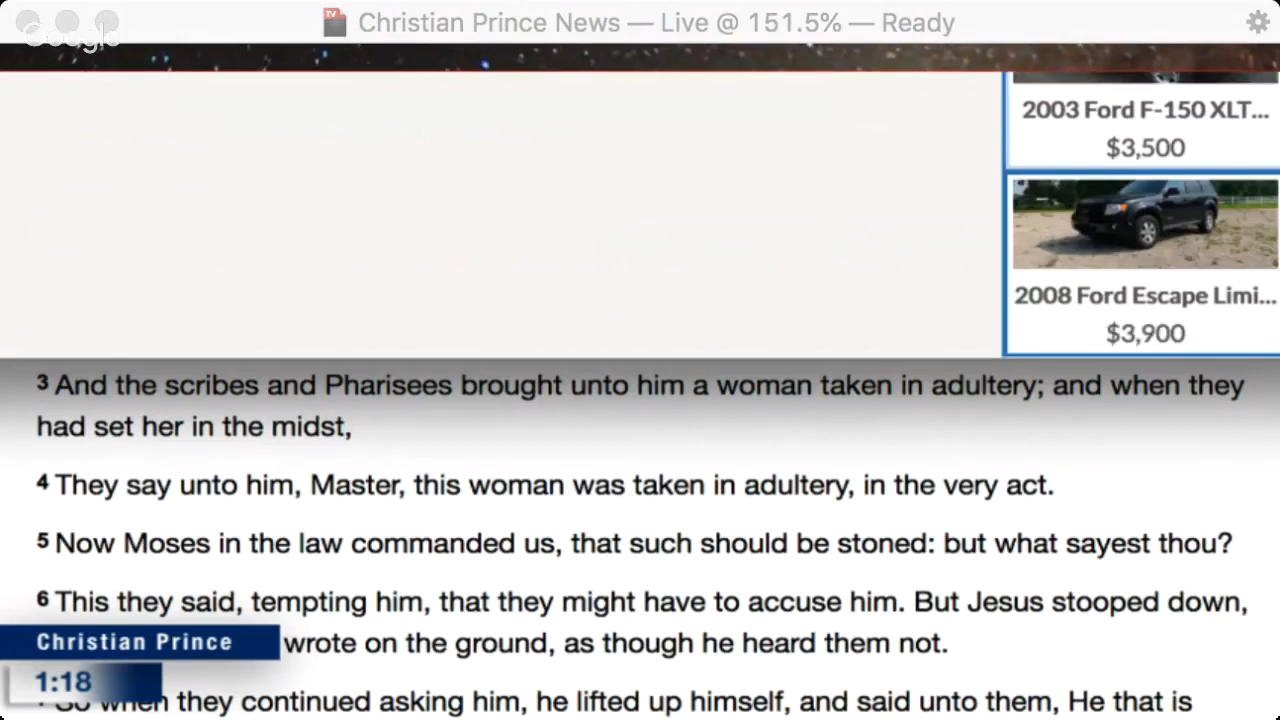 Christian Prince News — Live @ 151.5% — Ready
Google
2003 Ford F-150 XLT...
$3,500
2008 Ford Escape Limi...
$3,900
3 And the scribes and Pharisees brought unto him a woman taken in adultery; and when they
had set her in the midst,
4 They say unto him, Master, this woman was taken in adultery, in the very act.
5 Now Moses in the law commanded us, that such should be stoned: but what sayest thou?
6 This they said, tempting him, that they might have to accuse him. But Jesus stooped down,
wrote on the ground, as though he heard them not.
Christian Prince
1:18
So when they continued asking him, he lifted up himself, and said unto them, He that is